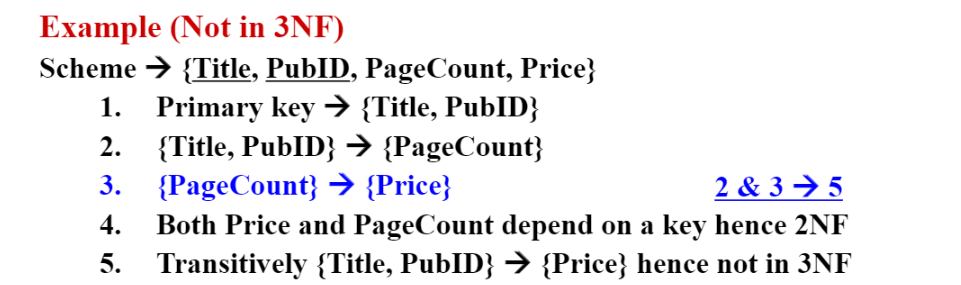 Example (Not in 3NF)
Scheme → {Title, PubID, PageCount, Price}
1. Primary key → {Title, PubID}
2. {Title, PubID} → {PageCount}
3. {PageCount} → {Price} 2 & 3 → 5
4. Both Price and PageCount depend on a key hence 2NF
5. Transitively {Title, PubID} → {Price} hence not in 3NF